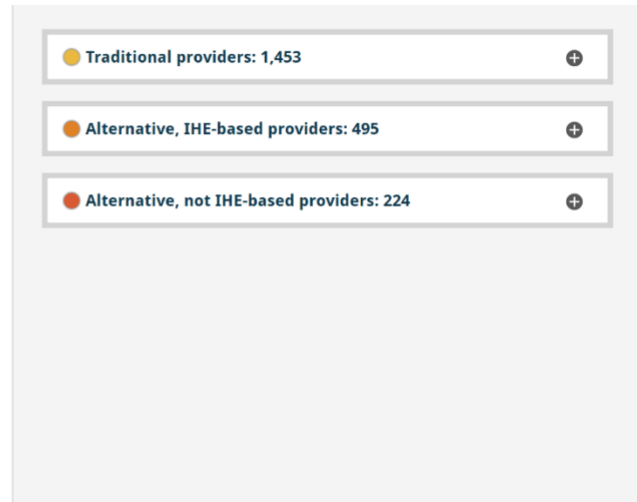 Traditional providers: 1,453
Alternative, IHE-based providers: 495
Alternative, not IHE-based providers: 224